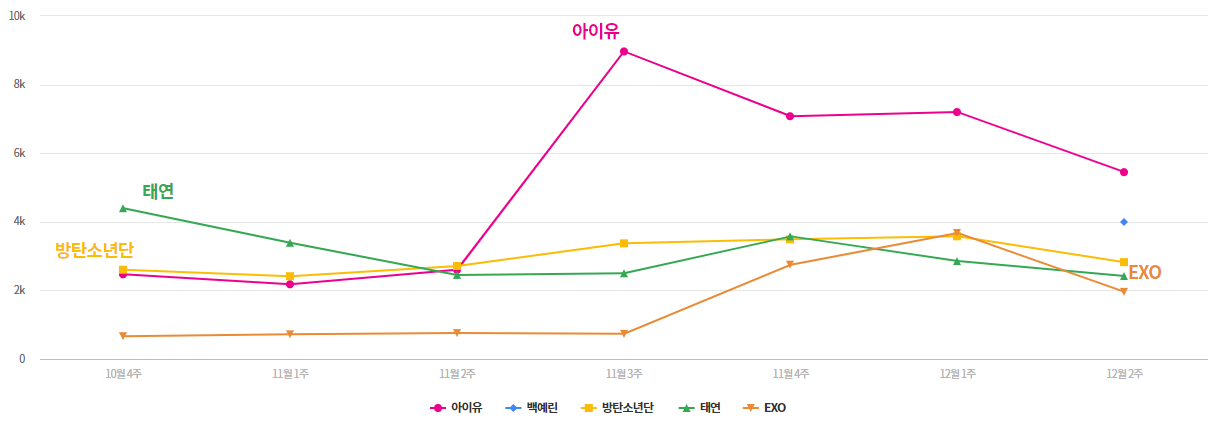 10k
아이유
8k
6k
태연
4k
방탄소년단
EXO
2k
0
10월 4주 11월 1주 11월 2주 11월 3주 11월 4주 12월 1주 12월 2주
아이유 백예린 방탄소년단 태연 EXO